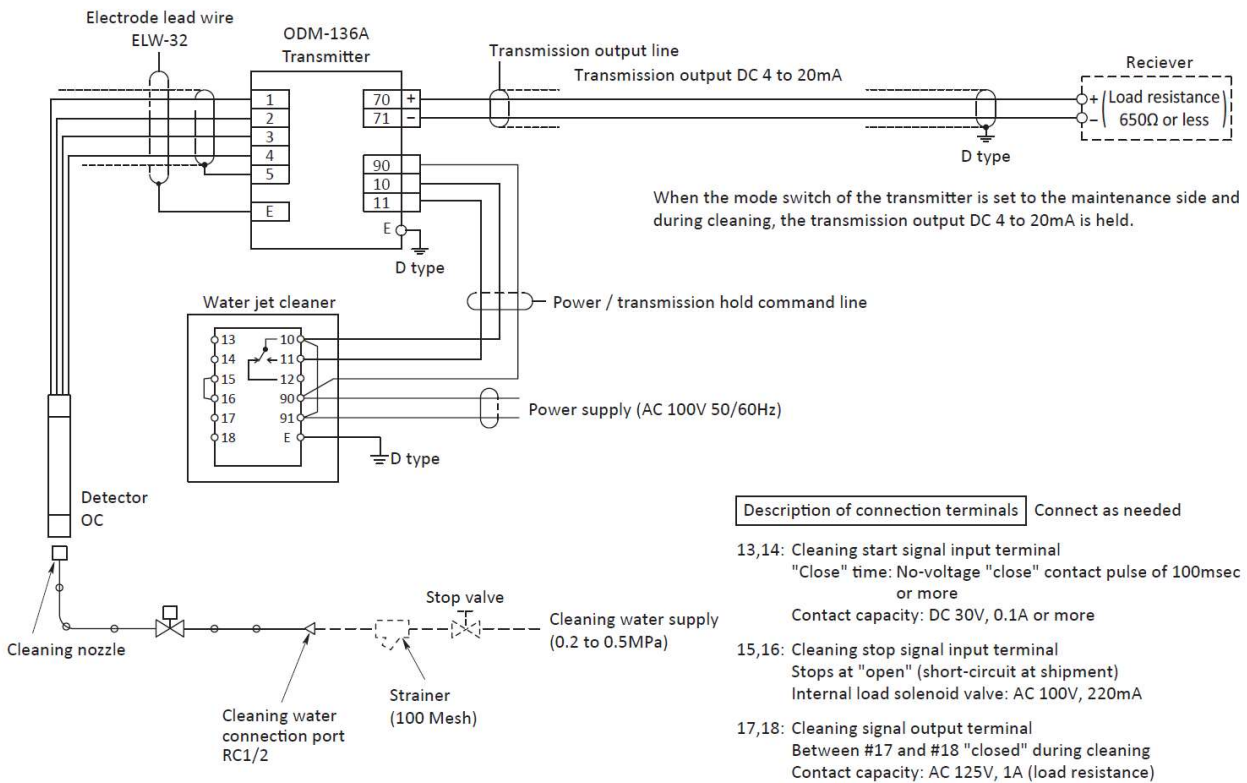 Electrode lead wire
ELW-32
ODM-136A
Transmitter
1
2
3
4
5
E
70 +
71 −
90
10
11
E
D type
Transmission output line
Transmission output DC 4 to 20mA
D type
Reciever
+
−
Load resistance
650Ω or less
When the mode switch of the transmitter is set to the maintenance side and
during cleaning, the transmission output DC 4 to 20mA is held.
Water jet cleaner
13 10
14 11
15 12
16 90
17 91
18 E
Power / transmission hold command line
Power supply (AC 100V 50/60Hz)
D type
Detector
OC
Cleaning nozzle
Stop valve
Cleaning water supply
(0.2 to 0.5MPa)
Strainer
(100 Mesh)
Cleaning water
connection port
RC1/2
Description of connection terminals Connect as needed
13,14: Cleaning start signal input terminal
"Close" time: No-voltage "close" contact pulse of 100msec
or more
Contact capacity: DC 30V, 0.1A or more
15,16: Cleaning stop signal input terminal
Stops at "open" (short-circuit at shipment)
Internal load solenoid valve: AC 100V, 220mA
17,18: Cleaning signal output terminal
Between #17 and #18 "closed" during cleaning
Contact capacity: AC 125V, 1A (load resistance)